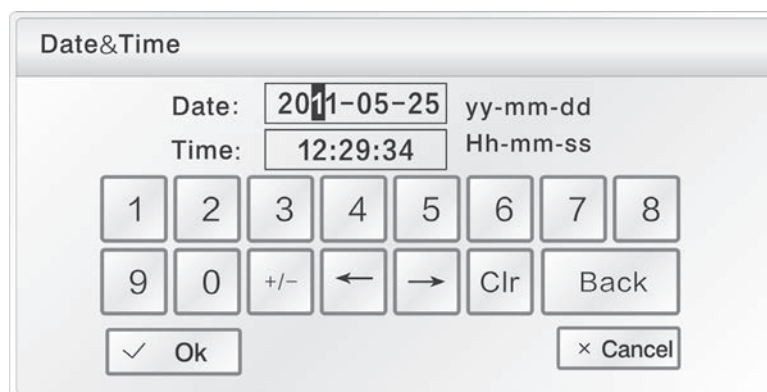 Date&Time
Date: 2011-05-25 yy-mm-dd
Time: 12:29:34 Hh-mm-ss
1 2 3 4 5 6 7 8
9 0 +/- ← → Clr Back
✓ Ok × Cancel